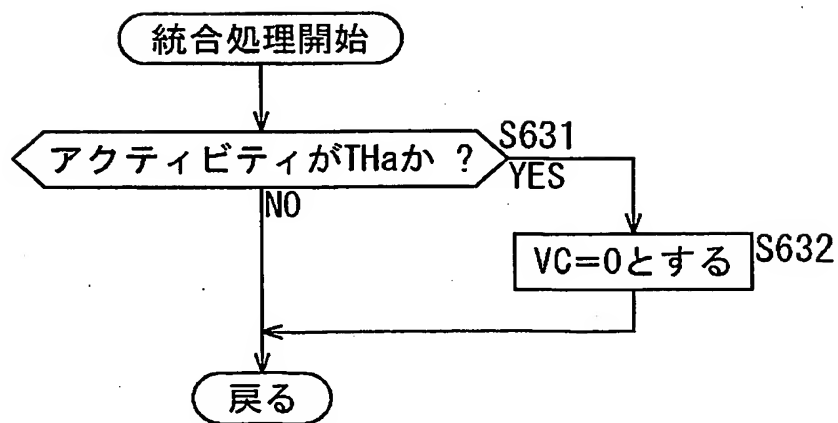 統合処理開始
アクティビティがTHaか ?
S631
YES
NO
VC=0とする
S632
戻る